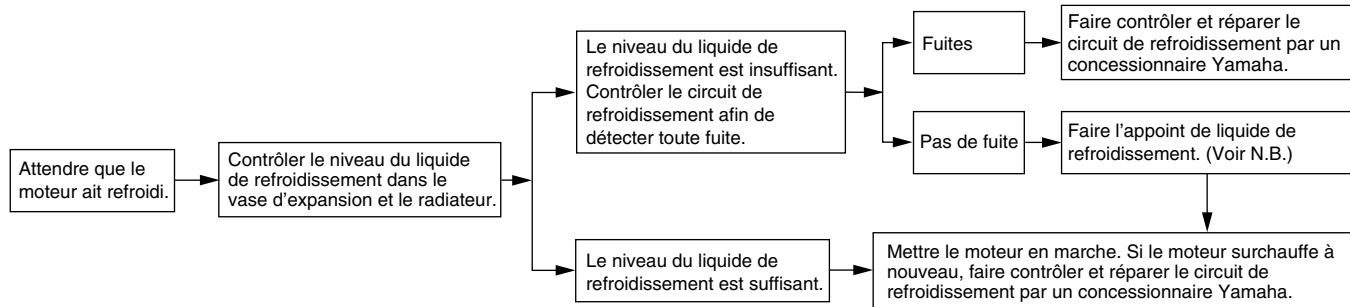 Attendre que le
moteur ait refroidi.
Contrôler le niveau du liquide
de refroidissement dans le
vase d'expansion et le radiateur.
Le niveau du liquide de
refroidissement est insuffisant.
Contrôler le circuit de
refroidissement afin de
détecter toute fuite.
Fuites
Faire contrôler et réparer le
circuit de refroidissement par un
concessionnaire Yamaha.
Pas de fuite
Faire l'appoint de liquide de
refroidissement. (Voir N.B.)
Le niveau du liquide de
refroidissement est suffisant.
Mettre le moteur en marche. Si le moteur surchauffe à
nouveau, faire contrôler et réparer le circuit de
refroidissement par un concessionnaire Yamaha.